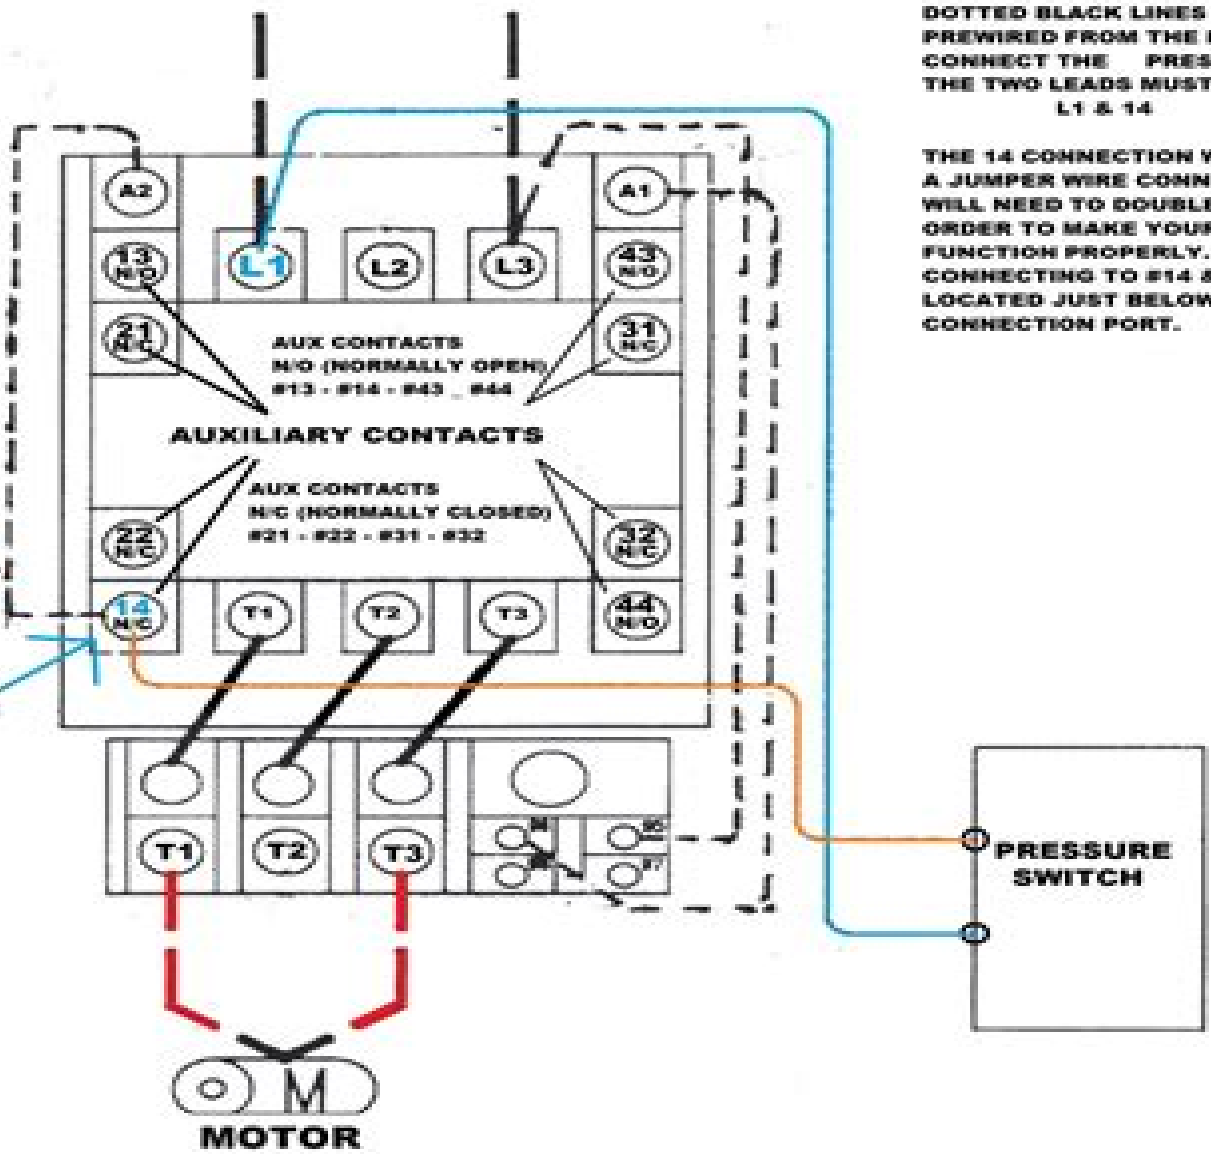 DOTTED BLACK LINES
PREWIRED FROM THE
CONNECT THE PRES
THE TWO LEADS MUST
L1 & 14
THE 14 CONNECTION W
A JUMPER WIRE CONN
WILL NEED TO DOUBLE
ORDER TO MAKE YOUR
FUNCTION PROPERLY.
CONNECTING TO #14 &
LOCATED JUST BELOW
CONNECTION PORT.
A2
A1
13
N/O
L1
L2
L3
43
N/O
21
N/C
31
N/C
AUX CONTACTS
N/O (NORMALLY OPEN)
#13 - #14 - #43 _ #44
AUXILIARY CONTACTS
AUX CONTACTS
N/C (NORMALLY CLOSED)
#21 - #22 - #31 - #32
22
N/C
32
N/C
14
N/C
T1
T2
T3
44
N/O
T1
T2
T3
PRESSURE
SWITCH
M
MOTOR